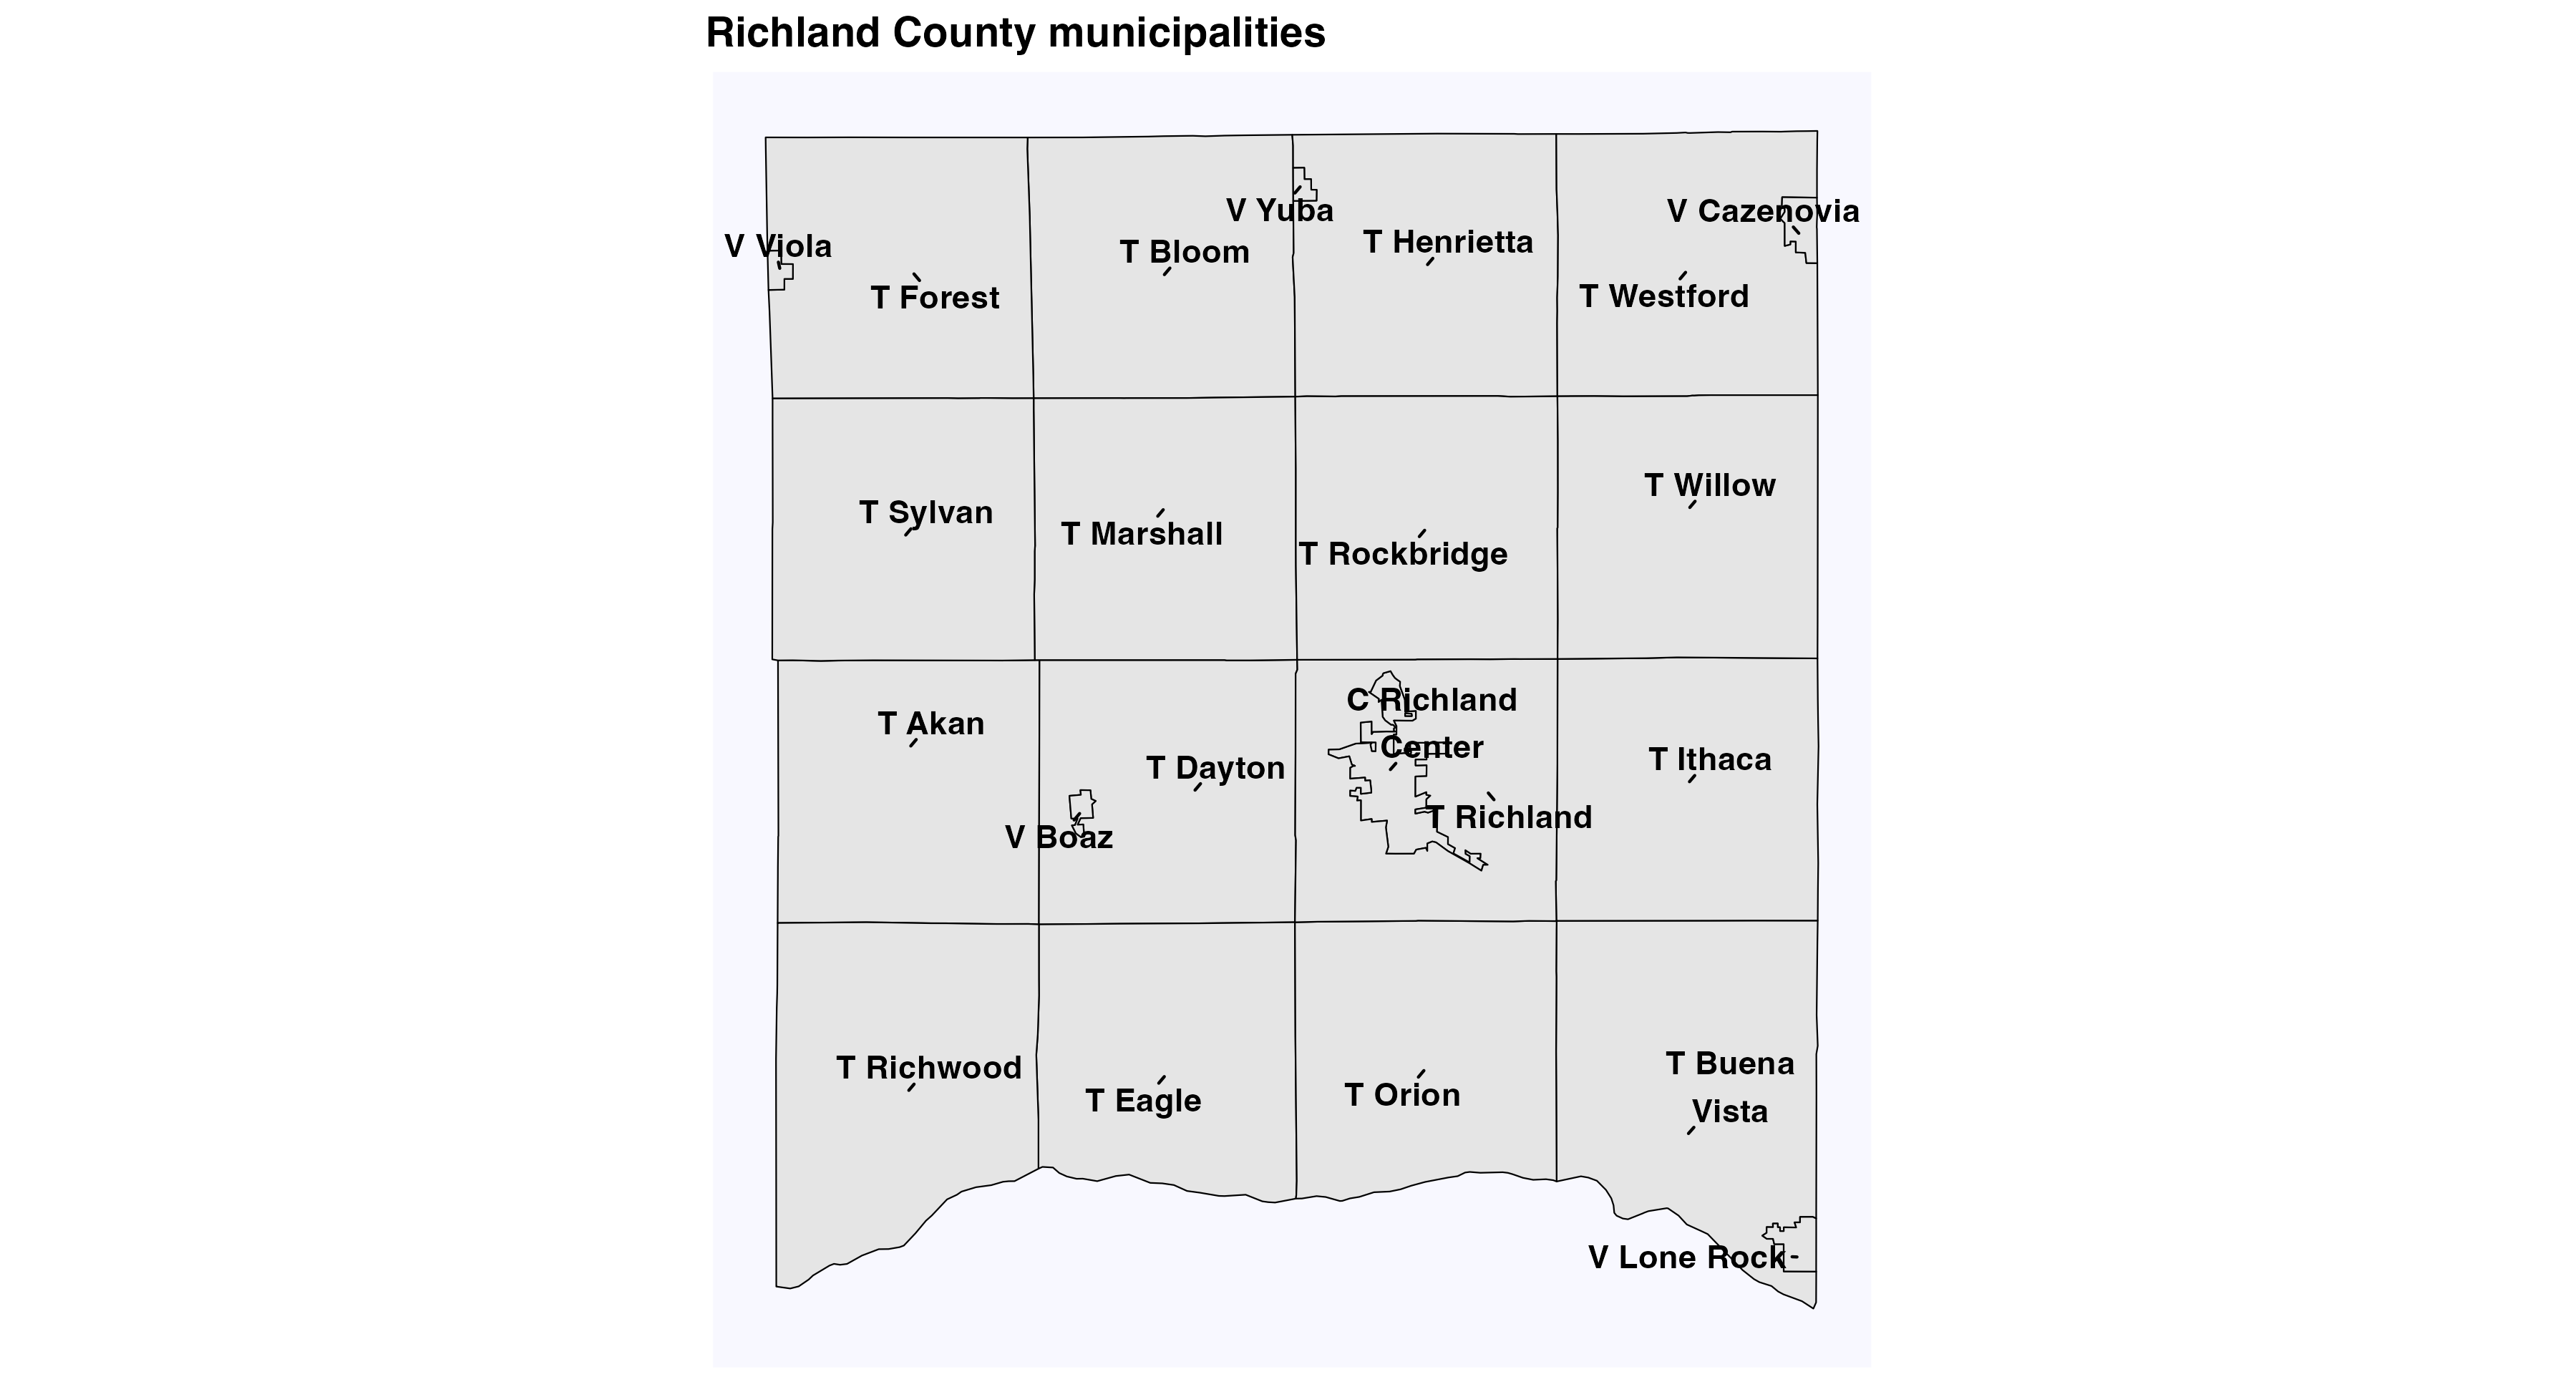 Richland County municipalities
V Yuba
V Cazenovia
V Viola
T Bloom
T Henrietta
T Forest
T Westford
T Sylvan
T Marshall
T Rockbridge
T Willow
T Akan
T Dayton
V Boaz
C Richland
Center
T Richland
T Ithaca
T Richwood
T Eagle
T Orion
T Buena
Vista
V Lone Rock